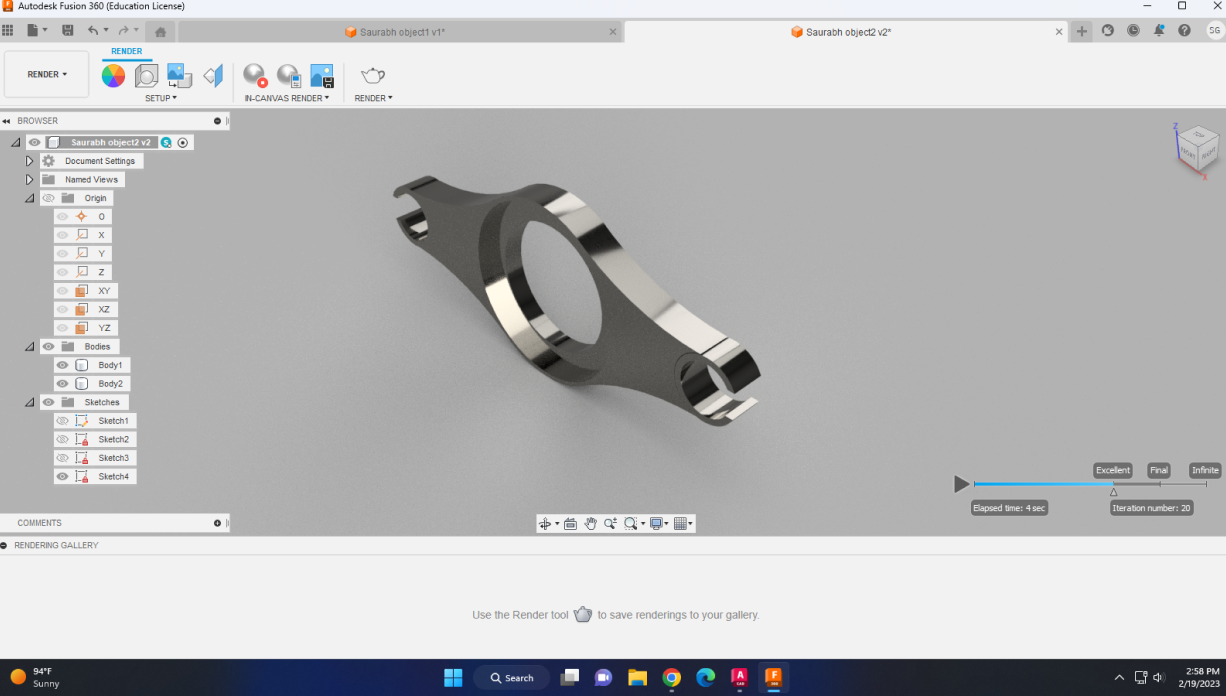 Autodesk Fusion 360 (Education License)
Saurabh object1 v1*
Saurabh object2 v2*
SG
RENDER
RENDER
SETUP
IN-CANVAS RENDER
RENDER
BROWSER
Saurabh object2 v2
Document Settings
Named Views
Origin
O
X
Y
Z
XY
XZ
YZ
Bodies
Body1
Body2
Sketches
Sketch1
Sketch2
Sketch3
Sketch4
Z
TOP
FRONT
RIGHT
X
Excellent
Final
Infinite
Elapsed time: 4 sec
Iteration number: 20
COMMENTS
RENDERING GALLERY
Use the Render tool to save renderings to your gallery.
94°F
Sunny
Search
2:58 PM
2/19/2023